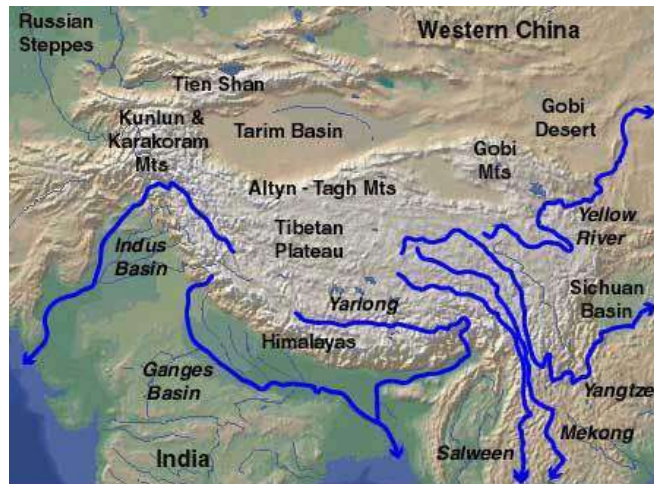 Russian
Steppes
Western China
Tien Shan
Kunlun &
Karakoram
Mts
Tarim Basin
Gobi
Desert
Gobi
Mts
Altyn - Tagh Mts
Tibetan
Plateau
Indus
Basin
Yellow
River
Sichuan
Basin
Yarlong
Himalayas
Ganges
Basin
Yangtze
Mekong
Salween
India